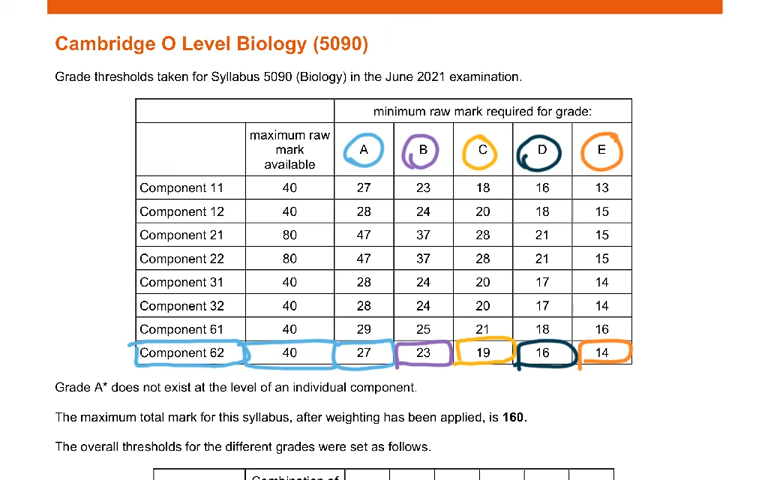 Cambridge O Level Biology (5090)
Grade thresholds taken for Syllabus 5090 (Biology) in the June 2021 examination.
minimum raw mark required for grade:
maximum raw
mark
available
A B C D E
Component 11 40 27 23 18 16 13
Component 12 40 28 24 20 18 15
Component 21 80 47 37 28 21 15
Component 22 80 47 37 28 21 15
Component 31 40 28 24 20 17 14
Component 32 40 28 24 20 17 14
Component 61 40 29 25 21 18 16
Component 62 40 27 23 19 16 14
Grade A* does not exist at the level of an individual component.
The maximum total mark for this syllabus, after weighting has been applied, is 160.
The overall thresholds for the different grades were set as follows.
Combination of